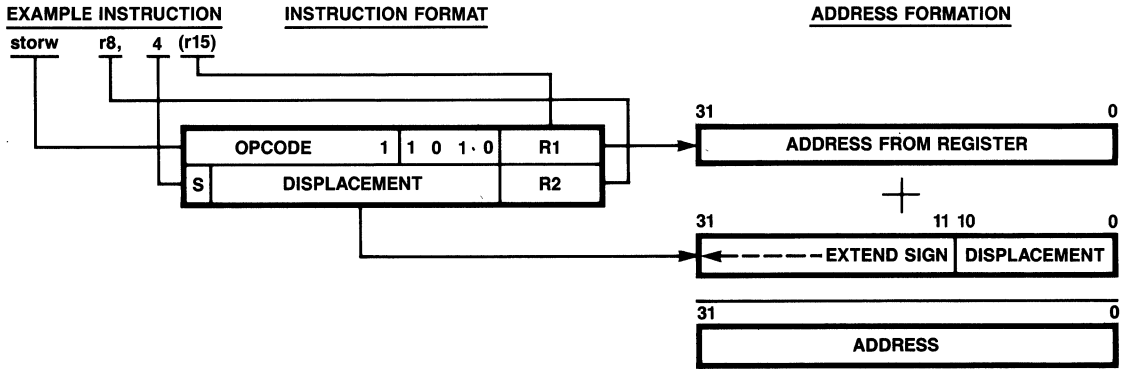 EXAMPLE INSTRUCTION INSTRUCTION FORMAT ADDRESS FORMATION
storw r8, 4 (r15)
31 0
OPCODE 1 1 0 1 0 R1 ADDRESS FROM REGISTER
S DISPLACEMENT R2
+
31 11 10 0
EXTEND SIGN DISPLACEMENT
31 0
ADDRESS